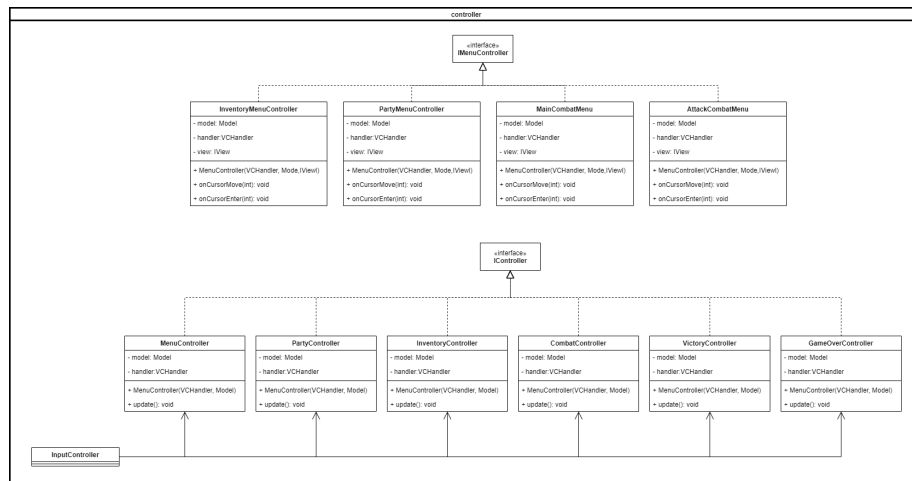 controller
«interface»
IMenuController
InventoryMenuController
- model: Model
- handler:VCHandler
- view: IView
+ MenuController(VCHandler, Mode,IViewl)
+ onCursorMove(int): void
+ onCursorEnter(int): void
PartyMenuController
- model: Model
- handler:VCHandler
- view: IView
+ MenuController(VCHandler, Mode,IViewl)
+ onCursorMove(int): void
+ onCursorEnter(int): void
MainCombatMenu
- model: Model
- handler:VCHandler
- view: IView
+ MenuController(VCHandler, Mode,IViewl)
+ onCursorMove(int): void
+ onCursorEnter(int): void
AttackCombatMenu
- model: Model
- handler:VCHandler
- view: IView
+ MenuController(VCHandler, Mode,IViewl)
+ onCursorMove(int): void
+ onCursorEnter(int): void
«interface»
IController
MenuController
- model: Model
- handler:VCHandler
+ MenuController(VCHandler, Model)
+ update(): void
PartyController
- model: Model
- handler:VCHandler
+ MenuController(VCHandler, Model)
+ update(): void
InventoryController
- model: Model
- handler:VCHandler
+ MenuController(VCHandler, Model)
+ update(): void
CombatController
- model: Model
- handler:VCHandler
+ MenuController(VCHandler, Model)
+ update(): void
VictoryController
- model: Model
- handler:VCHandler
+ MenuController(VCHandler, Model)
+ update(): void
GameOverController
- model: Model
- handler:VCHandler
+ MenuController(VCHandler, Model)
+ update(): void
InputController